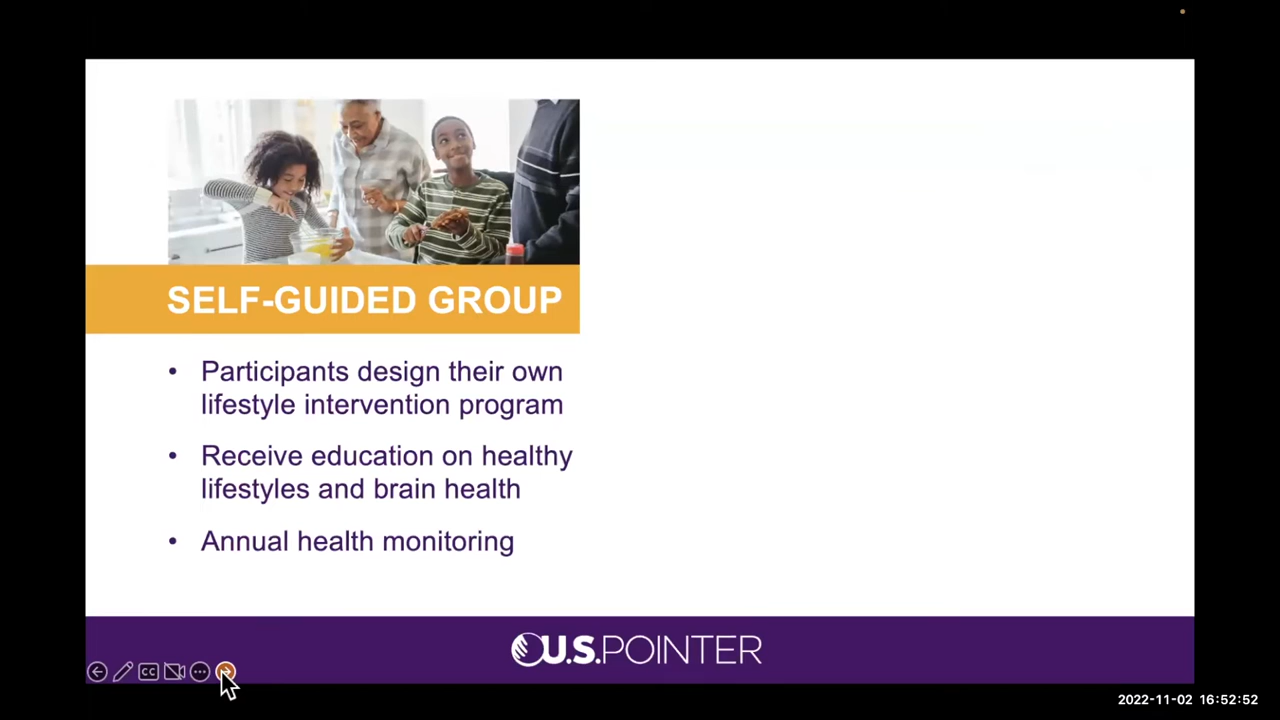 SELF-GUIDED GROUP
• Participants design their own
lifestyle intervention program
• Receive education on healthy
lifestyles and brain health
• Annual health monitoring
U.S.POINTER
CC
2022-11-02 16:52:52